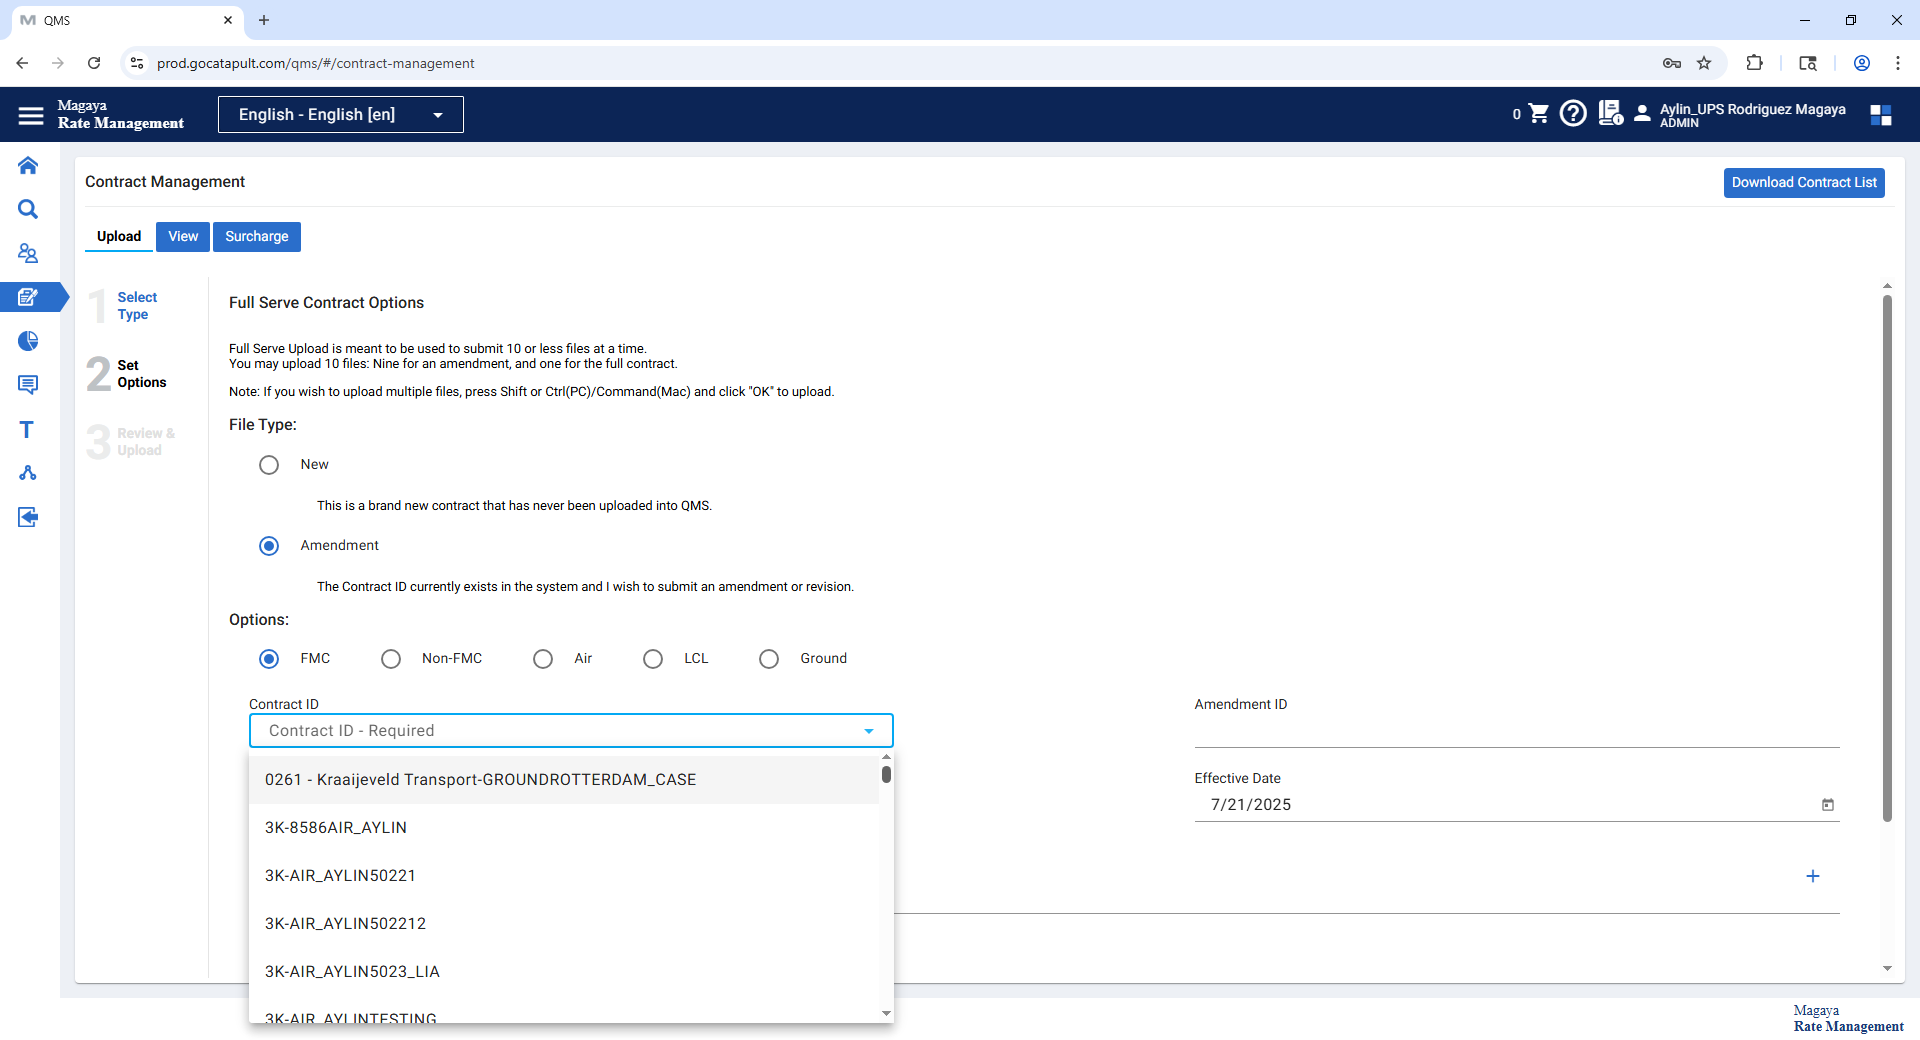 QMS
prod.gocatapult.com/qms/#/contract-management
Magaya
Rate Management
English - English [en]
0
Aylin_UPS Rodriguez Magaya
ADMIN
Contract Management
Download Contract List
Upload
View
Surcharge
1
Select
Type
2
Set
Options
3
Review &
Upload
Full Serve Contract Options
Full Serve Upload is meant to be used to submit 10 or less files at a time.
You may upload 10 files: Nine for an amendment, and one for the full contract.
Note: If you wish to upload multiple files, press Shift or Ctrl(PC)/Command(Mac) and click "OK" to upload.
File Type:
New
This is a brand new contract that has never been uploaded into QMS.
Amendment
The Contract ID currently exists in the system and I wish to submit an amendment or revision.
Options:
FMC
Non-FMC
Air
LCL
Ground
Contract ID
Contract ID - Required
Amendment ID
0261 - Kraaijeveld Transport-GROUNDROTTERDAM_CASE
3K-8586AIR_AYLIN
3K-AIR_AYLIN50221
3K-AIR_AYLIN502212
3K-AIR_AYLIN5023_LIA
3K-AIR_AYLINTESTING
Effective Date
7/21/2025
Magaya
Rate Management